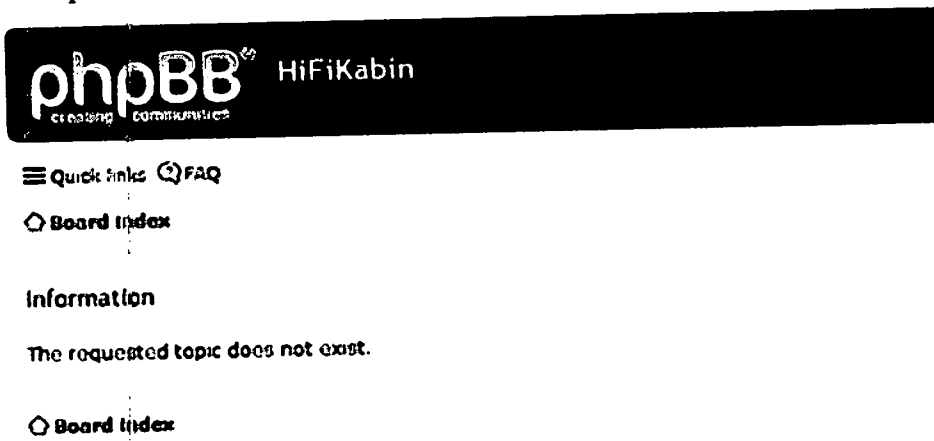 phpBB® HiFiKabin
creating communities
Quick links FAQ
Board Index
Information
The requested topic does not exist.
Board Index